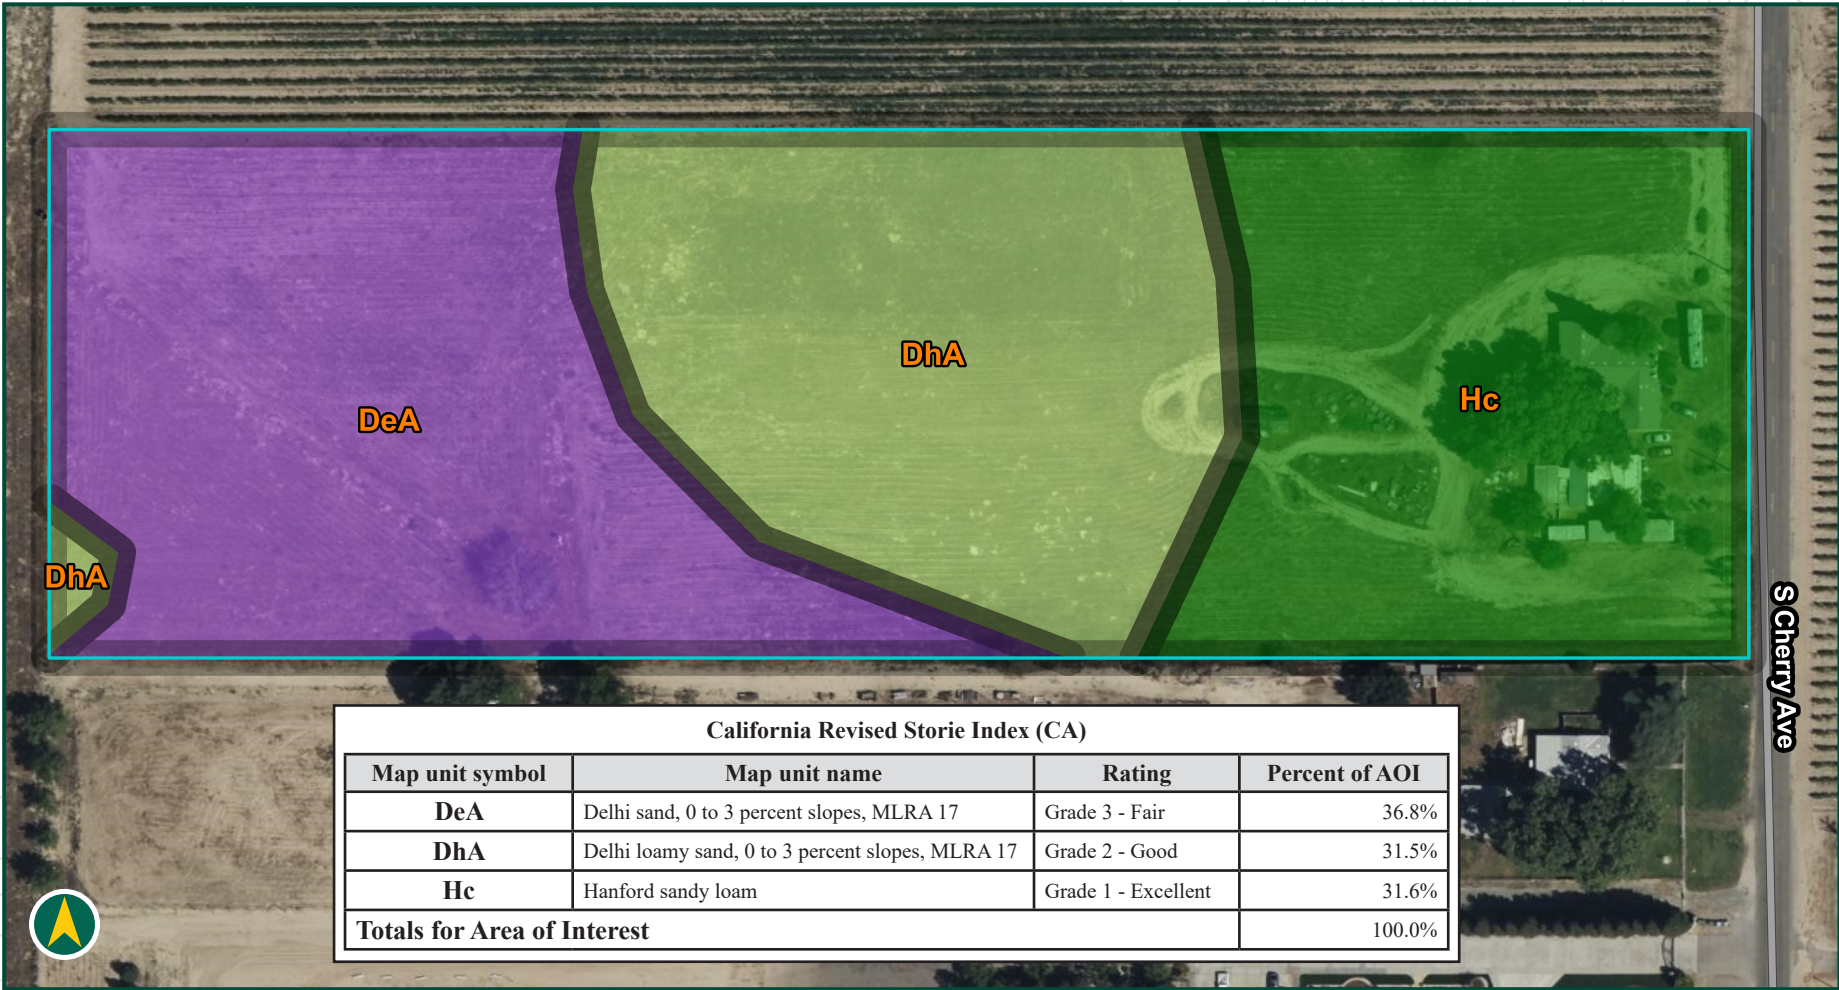 DhA
DeA
Hc
DhA
S Cherry Ave
California Revised Storie Index (CA)
Map unit symbol Map unit name Rating Percent of AOI
DeA Delhi sand, 0 to 3 percent slopes, MLRA 17 Grade 3 - Fair 36.8%
DhA Delhi loamy sand, 0 to 3 percent slopes, MLRA 17 Grade 2 - Good 31.5%
Hc Hanford sandy loam Grade 1 - Excellent 31.6%
Totals for Area of Interest 100.0%